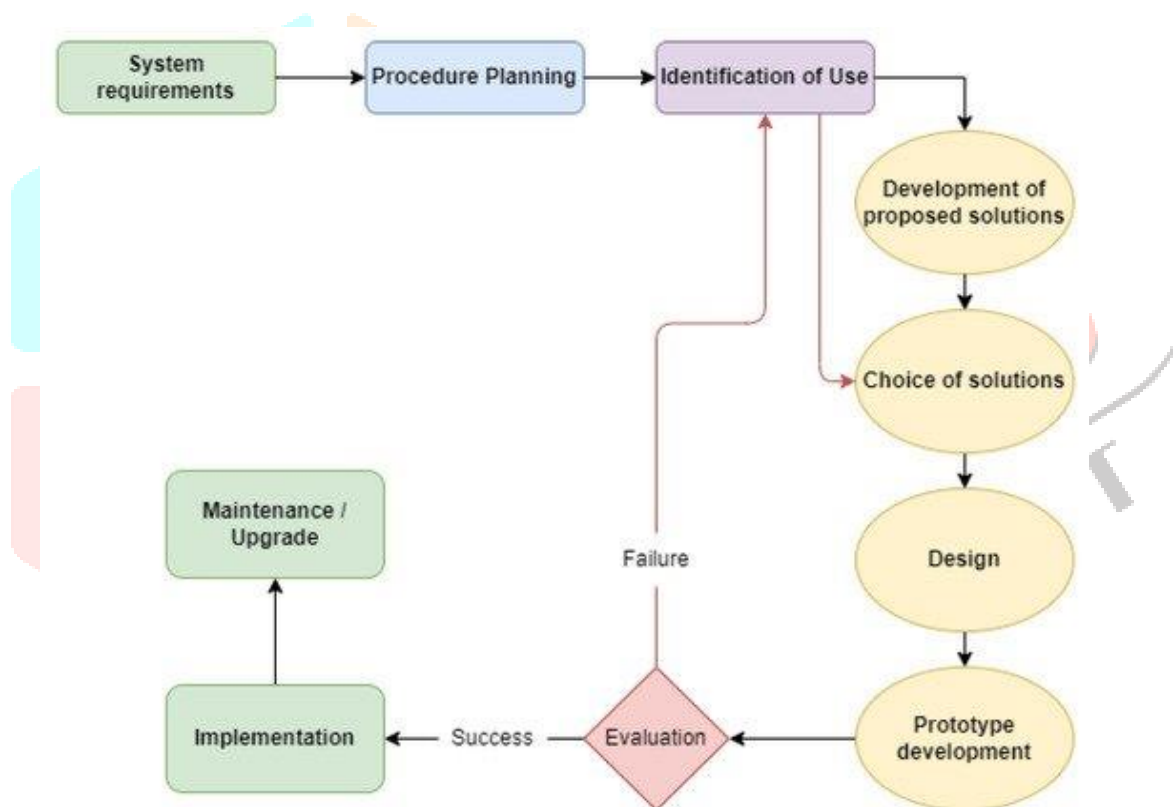 System
requirements
Procedure Planning
Identification of Use
Development of
proposed solutions
Choice of solutions
Design
Prototype
development
Evaluation
Failure
Success
Implementation
Maintenance /
Upgrade